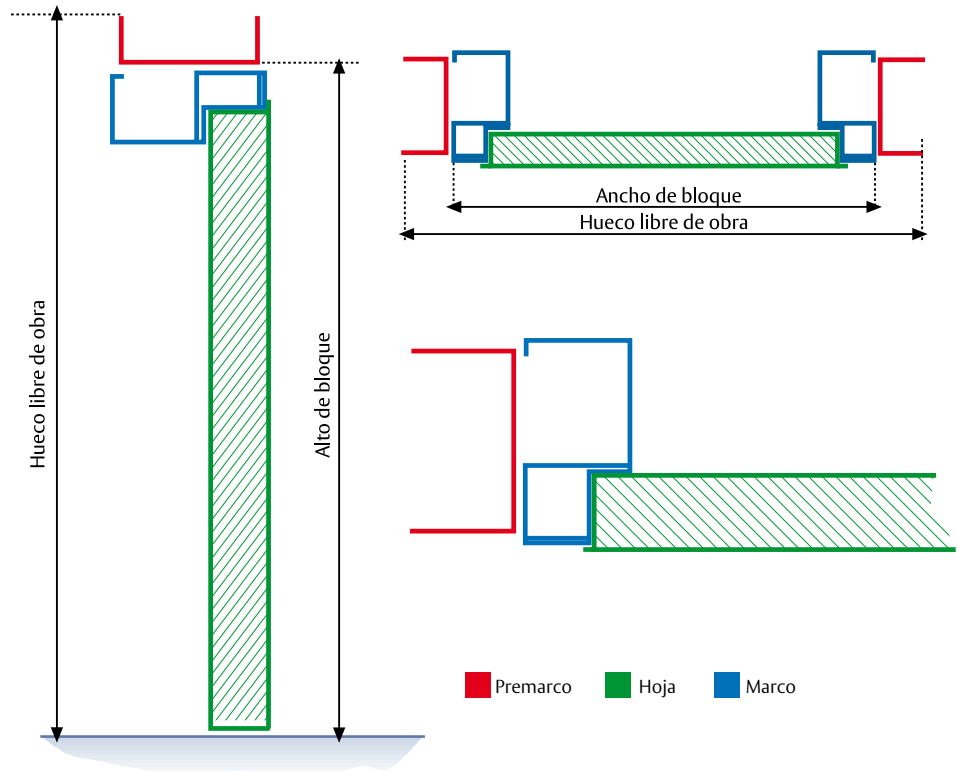 Hueco libre de obra
Alto de bloque
Ancho de bloque
Hueco libre de obra
Premarco
Hoja
Marco